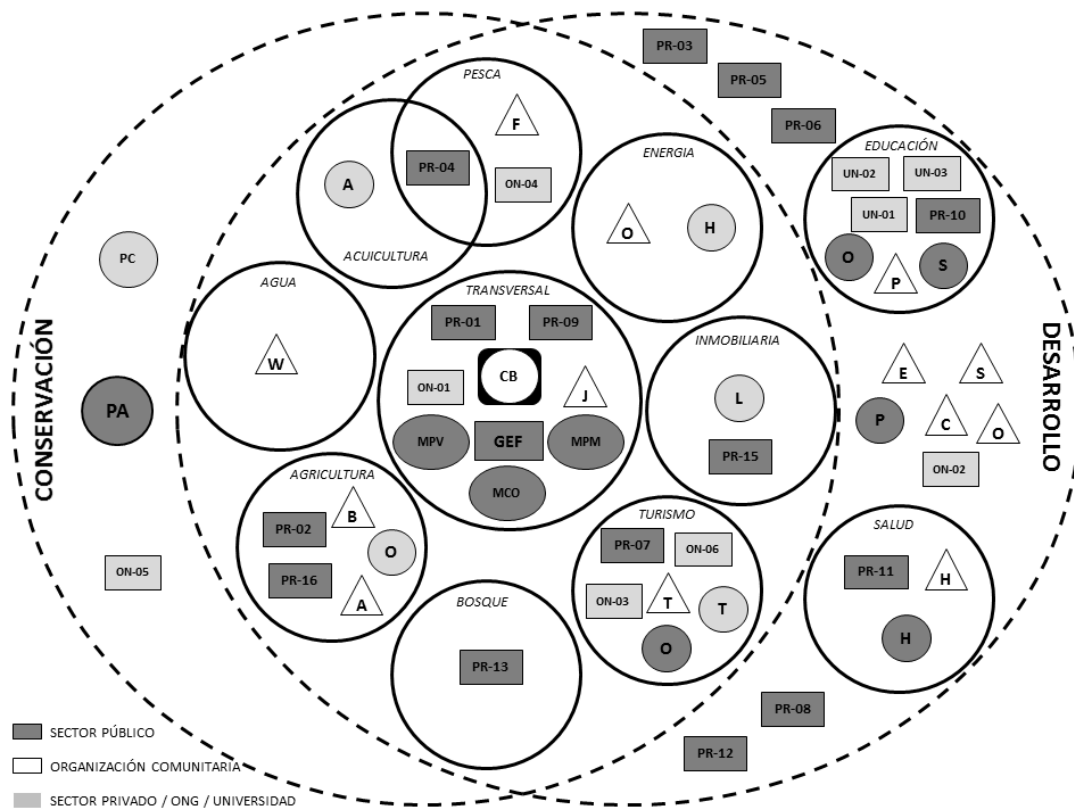 PR-03
PR-05
PR-06
PESCA
F
PR-04
ON-04
A
ACUICULTURA
ENERGIA
O
H
EDUCACIÓN
UN-02
UN-03
UN-01
PR-10
O
S
P
PC
PA
ON-05
CONSERVACIÓN
AGUA
W
TRANSVERSAL
PR-01
PR-09
CB
ON-01
J
MPV
GEF
MPM
MCO
INMOBILIARIA
L
PR-15
E
S
P
C
O
ON-02
DESARROLLO
AGRICULTURA
B
PR-02
O
PR-16
A
BOSQUE
PR-13
TURISMO
PR-07
ON-06
ON-03
T
T
O
SALUD
PR-11
H
H
PR-08
PR-12
SECTOR PÚBLICO
ORGANIZACIÓN COMUNITARIA
SECTOR PRIVADO / ONG / UNIVERSIDAD